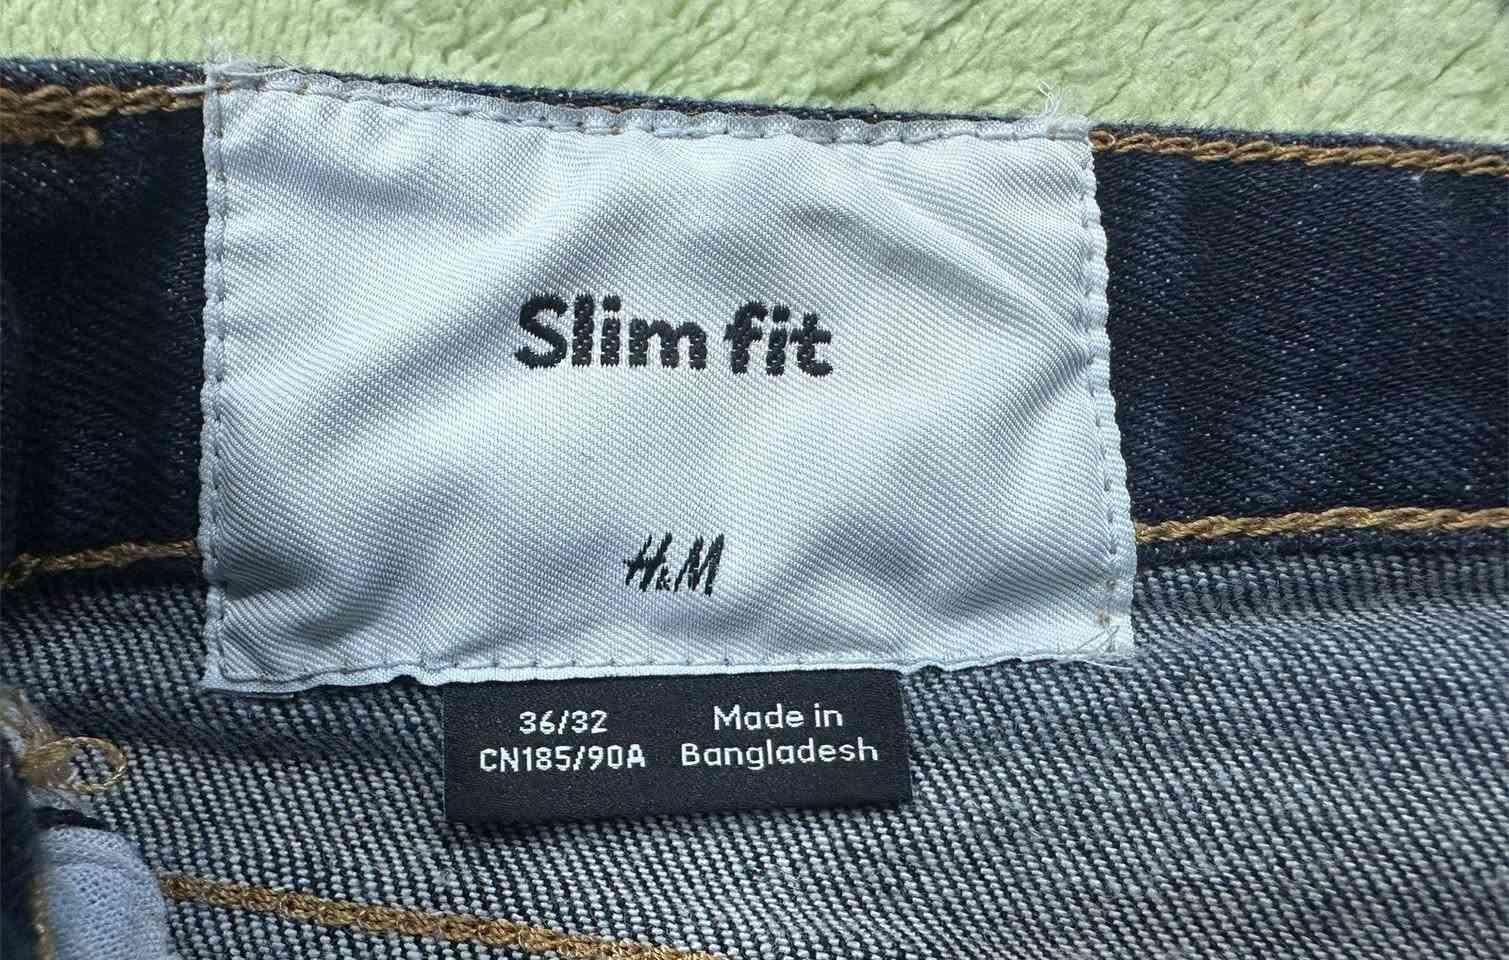 Slim fit
H&M
36/32
CN185/90A
Made in
Bangladesh